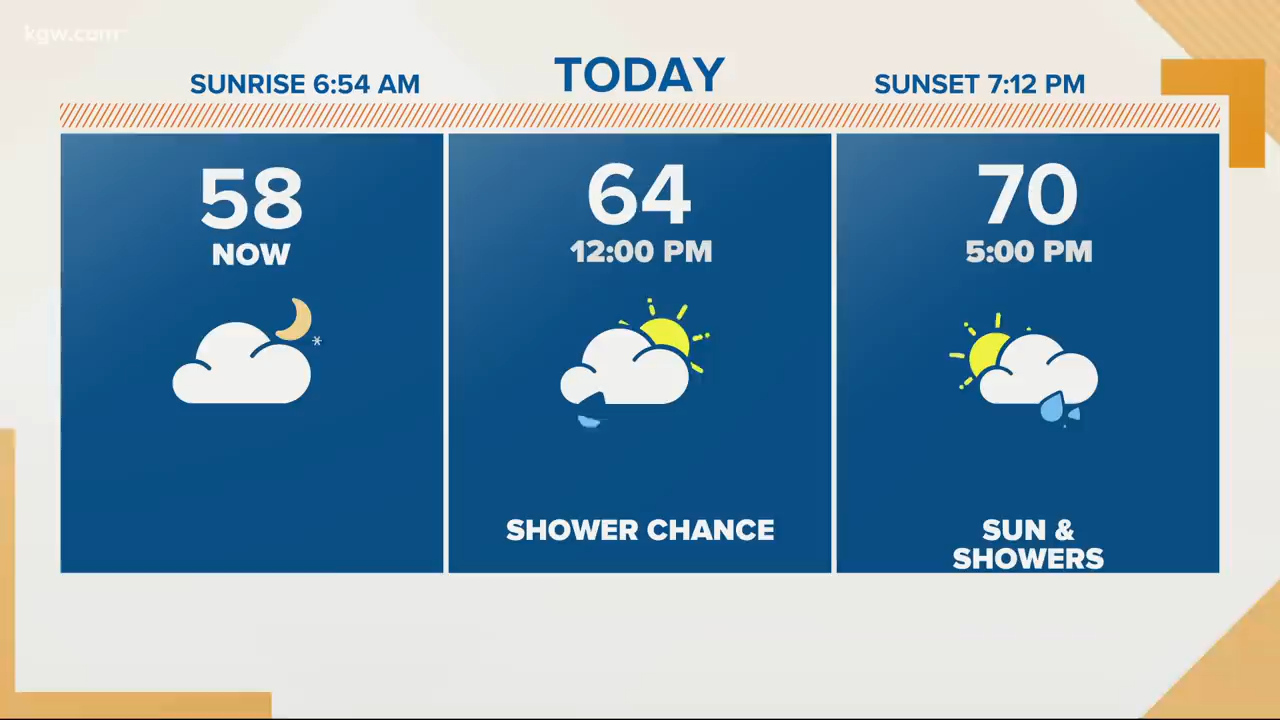 kgw.com
SUNRISE 6:54 AM
TODAY
SUNSET 7:12 PM
58
NOW
64
12:00 PM
SHOWER CHANCE
70
5:00 PM
SUN &
SHOWERS